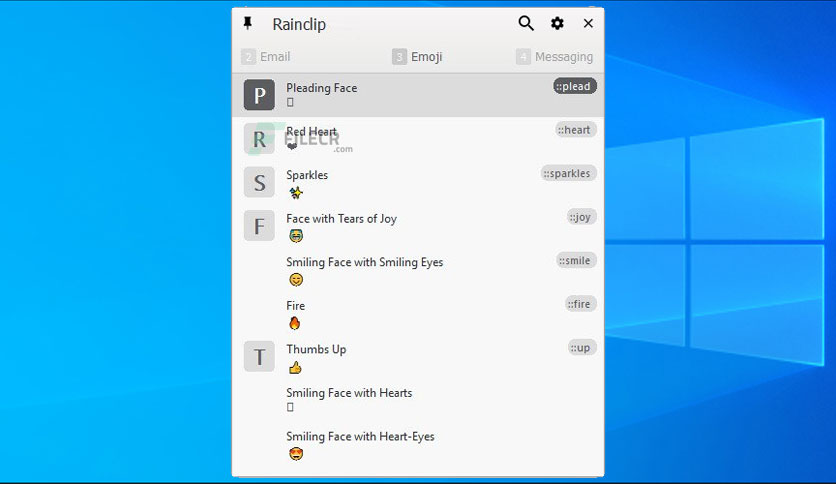 Rainclip
2 Email
3 Emoji
4 Messaging
P
Pleading Face
::plead
R
Red Heart
::heart
FILECR
.com
S
Sparkles
::sparkles
F
Face with Tears of Joy
::joy
Smiling Face with Smiling Eyes
::smile
Fire
::fire
T
Thumbs Up
::up
Smiling Face with Hearts
Smiling Face with Heart-Eyes